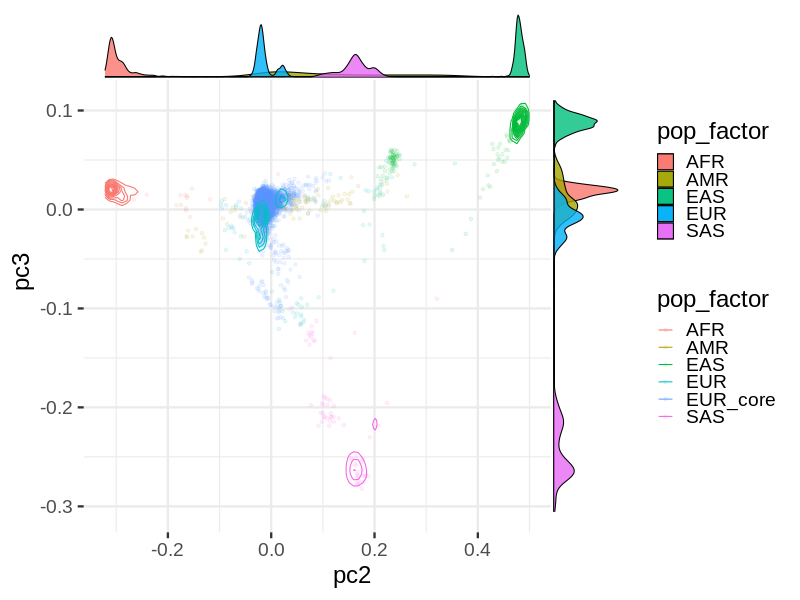 0.1
0.0
-0.1
-0.2
-0.3
pc3
-0.2
0.0
0.2
0.4
pc2
pop_factor
AFR
AMR
EAS
EUR
SAS
pop_factor
AFR
AMR
EAS
EUR
EUR_core
SAS